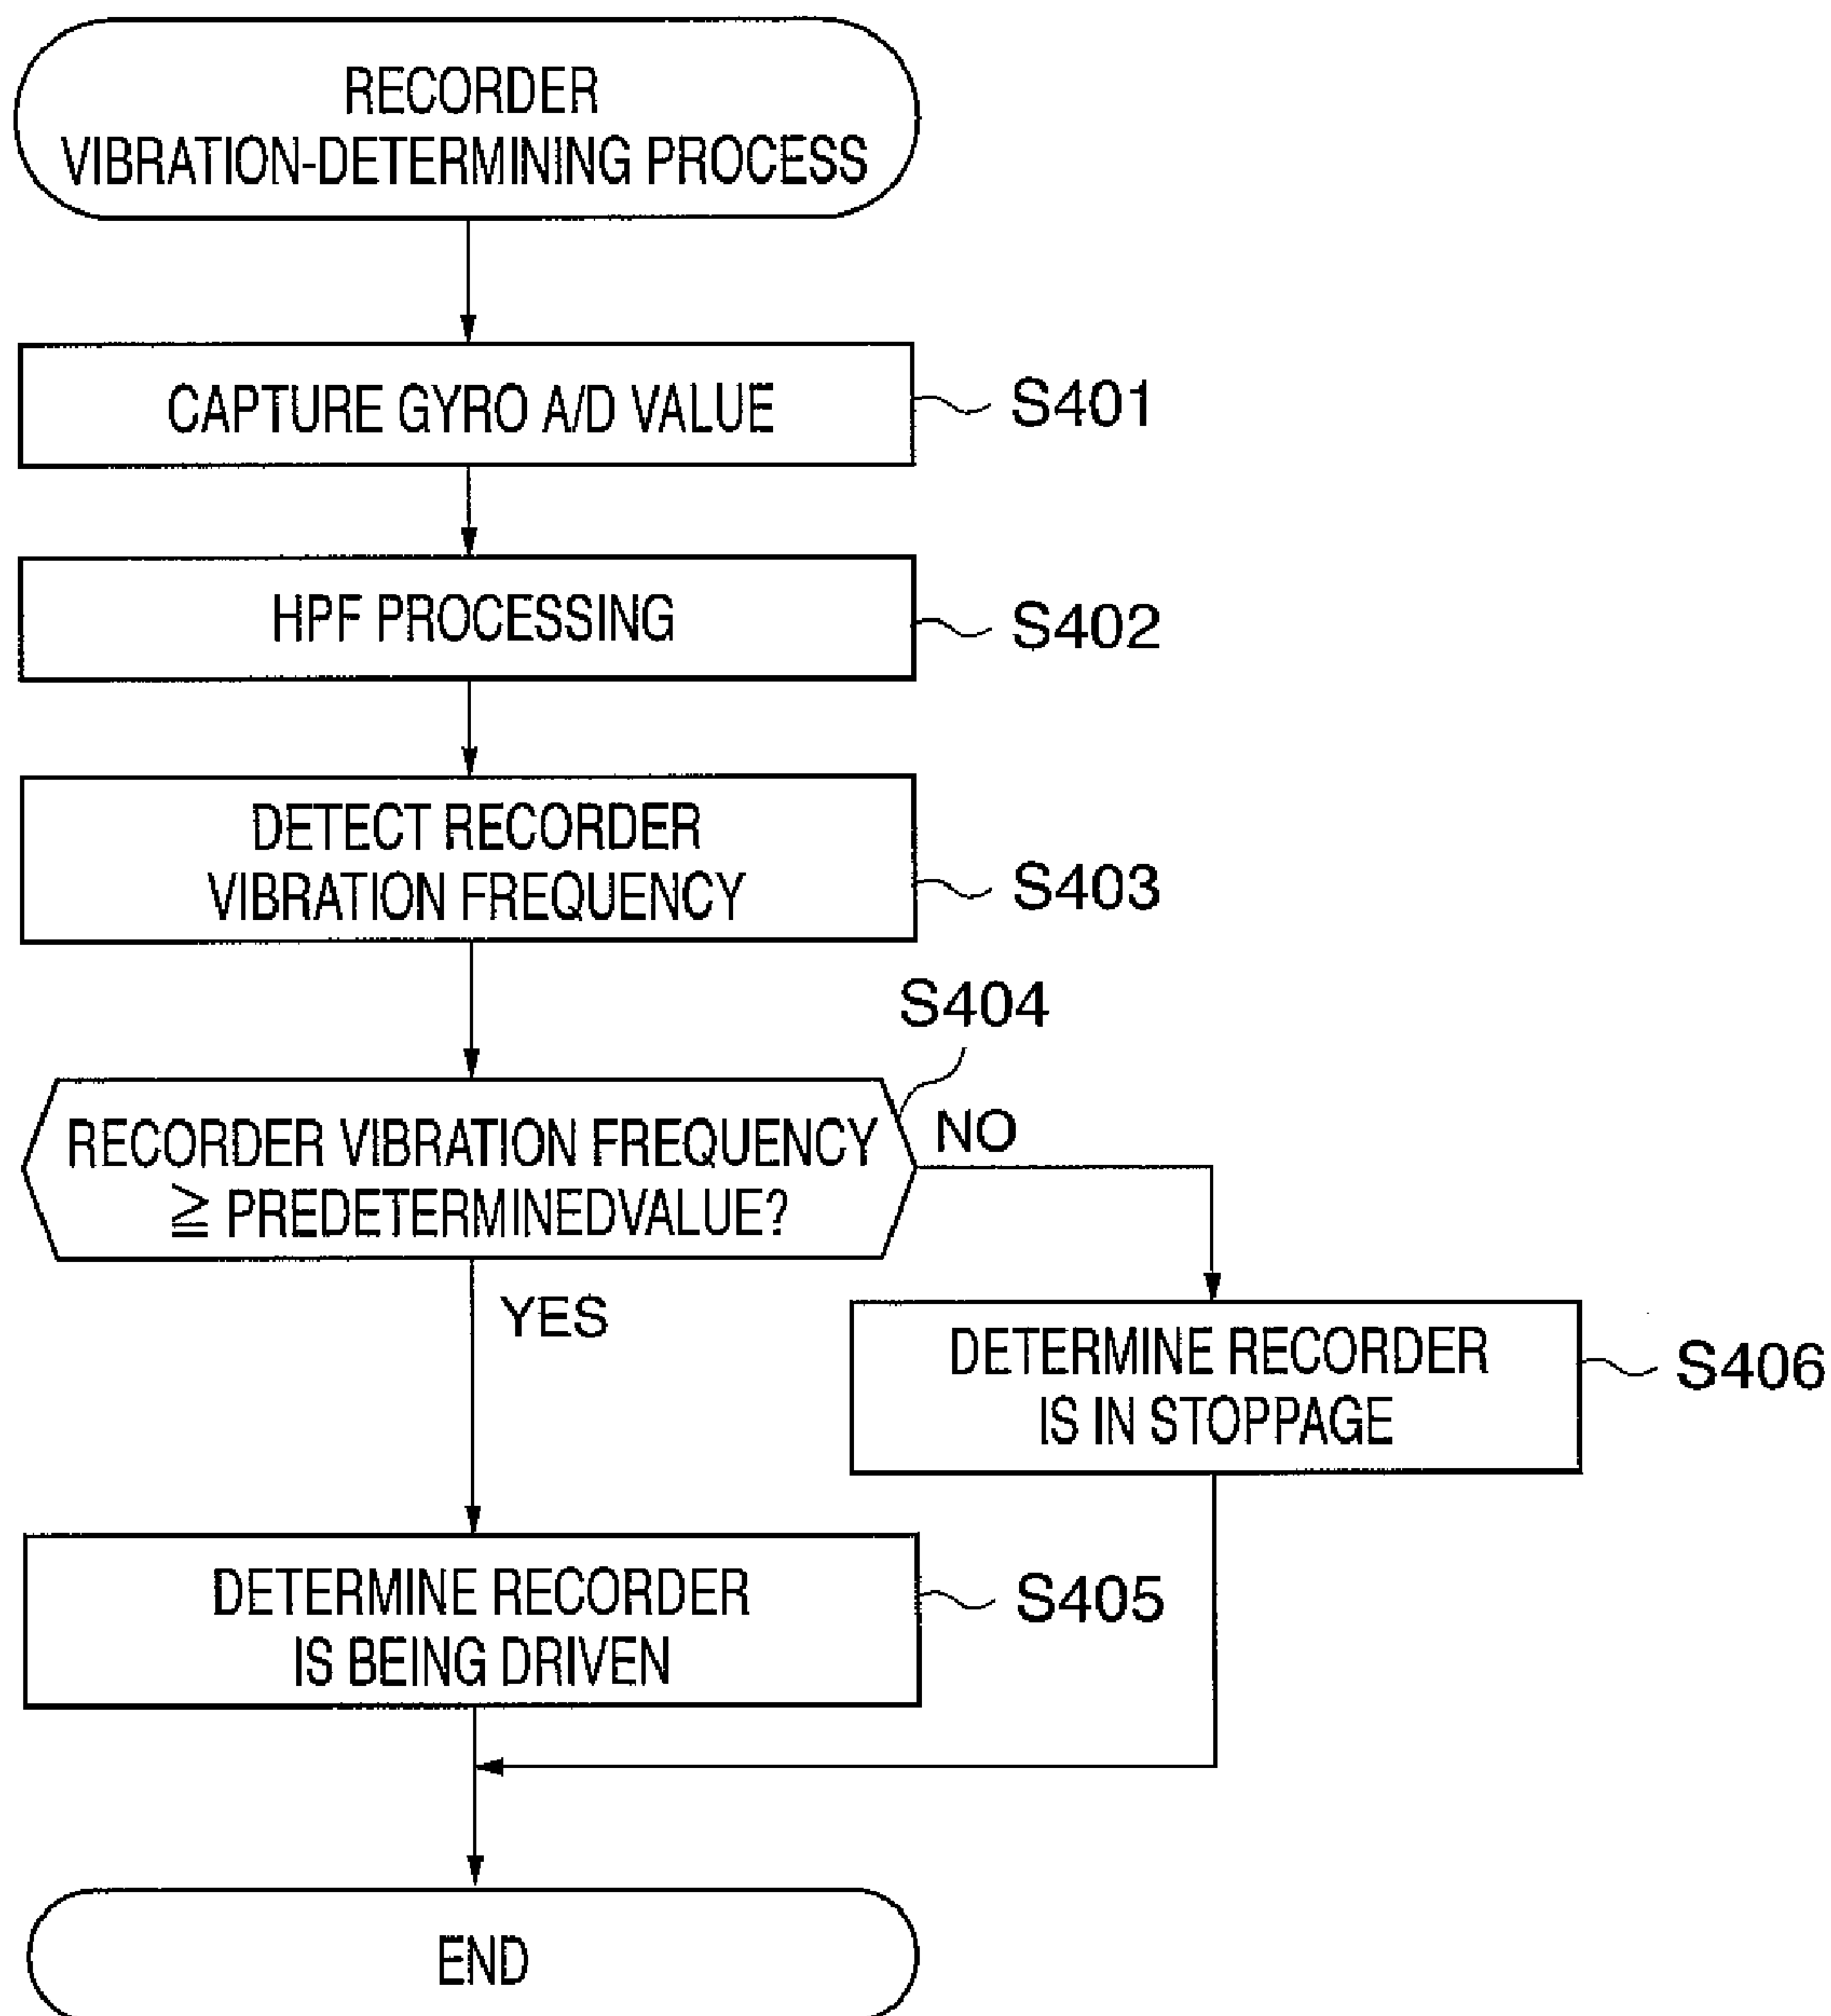 RECORDER
VIBRATION-DETERMINING PROCESS
CAPTURE GYRO A/D VALUE
S401
HPF PROCESSING
S402
DETECT RECORDER
VIBRATION FREQUENCY
S403
S404
RECORDER VIBRATION FREQUENCY
≧ PREDETERMINEDVALUE?
NO
YES
DETERMINE RECORDER
IS IN STOPPAGE
S406
DETERMINE RECORDER
IS BEING DRIVEN
S405
END